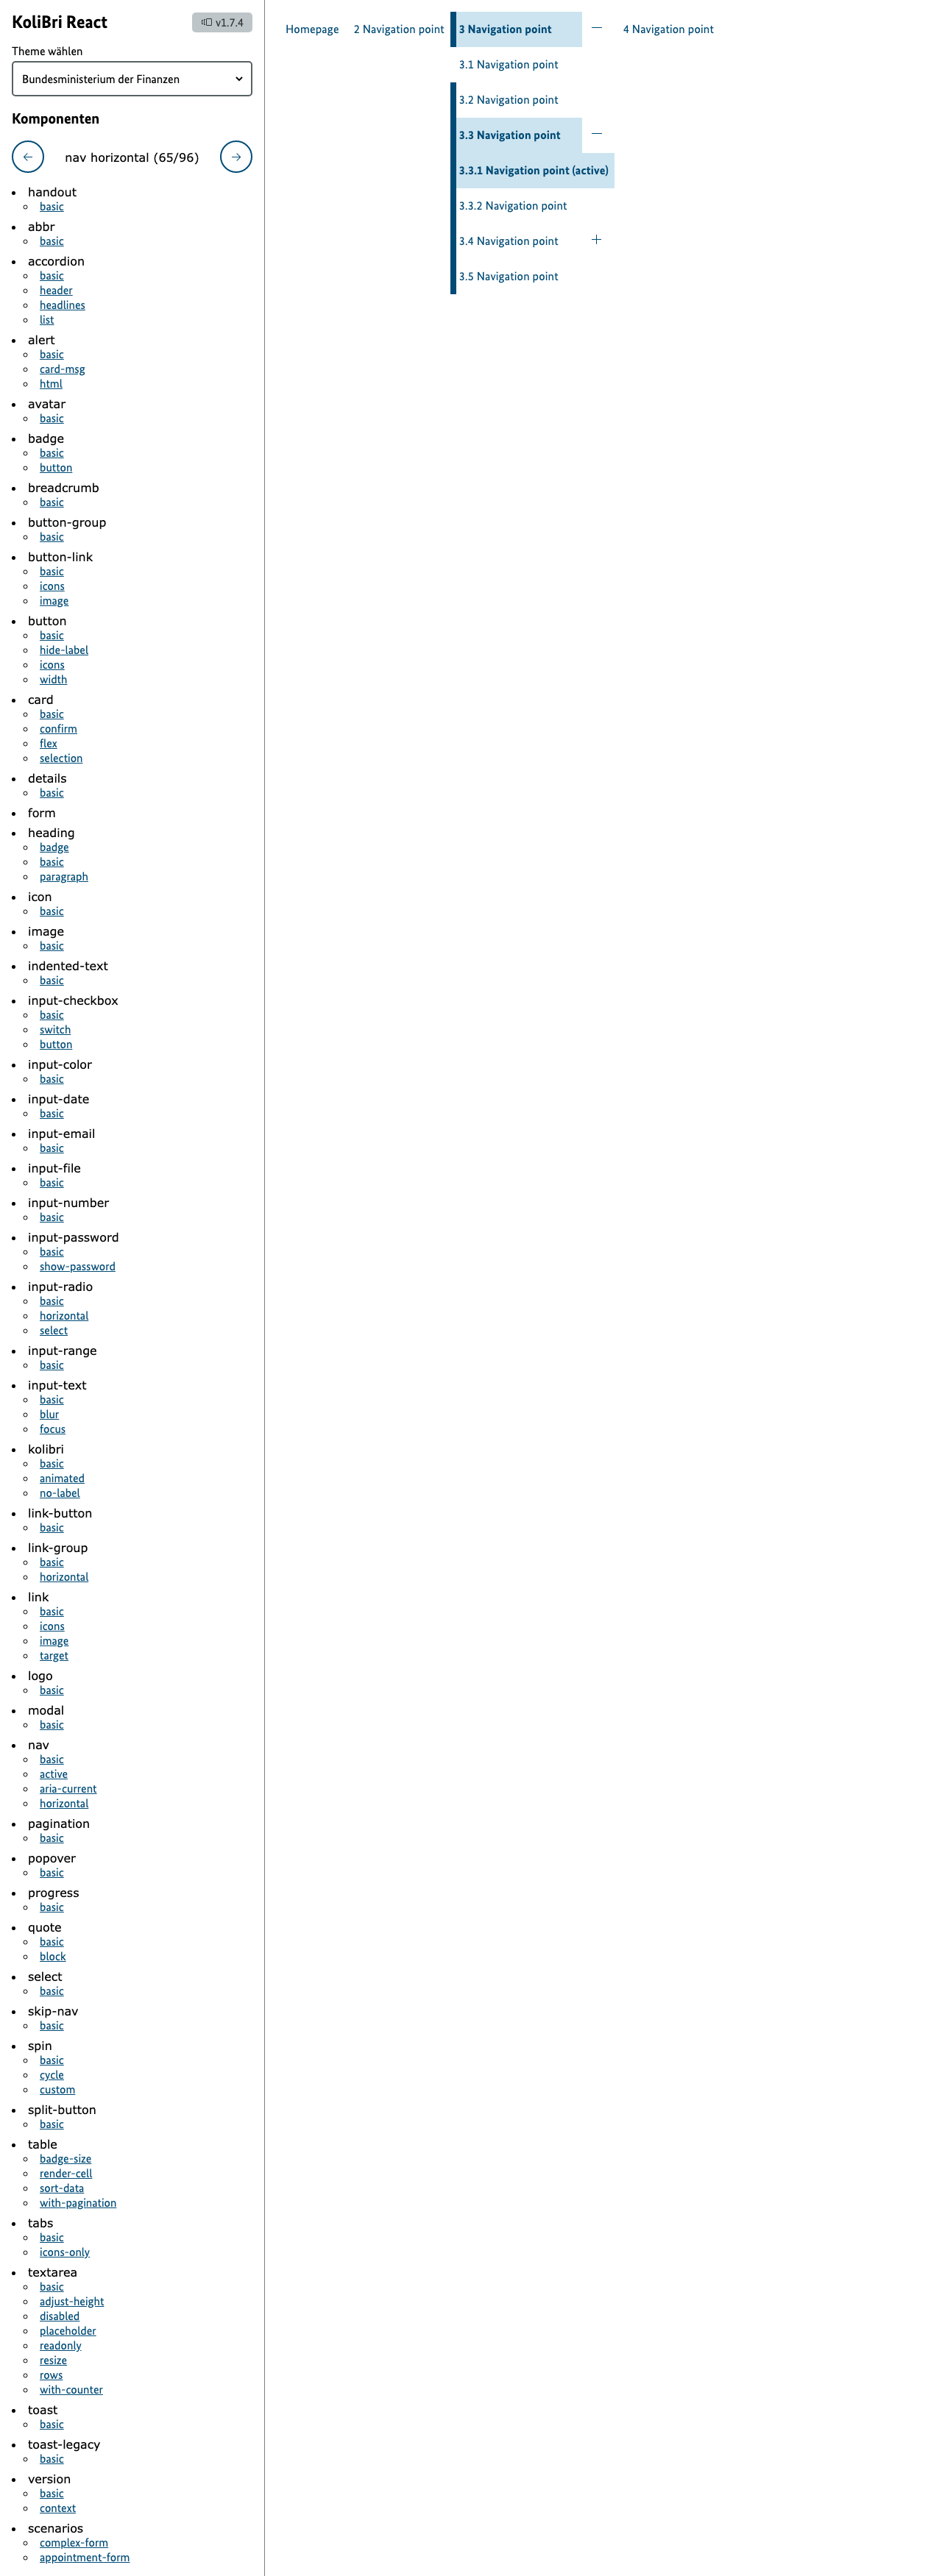 KoliBri React
v1.7.4
Theme wählen
Bundesministerium der Finanzen
Komponenten
nav horizontal (65/96)
handout
basic
abbr
basic
accordion
basic
header
headlines
list
alert
basic
card-msg
html
avatar
basic
badge
basic
button
breadcrumb
basic
button-group
basic
button-link
basic
icons
image
button
basic
hide-label
icons
width
card
basic
confirm
flex
selection
details
basic
form
heading
badge
basic
paragraph
icon
basic
image
basic
indented-text
basic
input-checkbox
basic
switch
button
input-color
basic
input-date
basic
input-email
basic
input-file
basic
input-number
basic
input-password
basic
show-password
input-radio
basic
horizontal
select
input-range
basic
input-text
basic
blur
focus
kolibri
basic
animated
no-label
link-button
basic
link-group
basic
horizontal
link
basic
icons
image
target
logo
basic
modal
basic
nav
basic
active
aria-current
horizontal
pagination
basic
popover
basic
progress
basic
quote
basic
block
select
basic
skip-nav
basic
spin
basic
cycle
custom
split-button
basic
table
badge-size
render-cell
sort-data
with-pagination
tabs
basic
icons-only
textarea
basic
adjust-height
disabled
placeholder
readonly
resize
rows
with-counter
toast
basic
toast-legacy
basic
version
basic
context
scenarios
complex-form
appointment-form
Homepage 2 Navigation point 3 Navigation point 4 Navigation point
3.1 Navigation point
3.2 Navigation point
3.3 Navigation point
3.3.1 Navigation point (active)
3.3.2 Navigation point
3.4 Navigation point
3.5 Navigation point